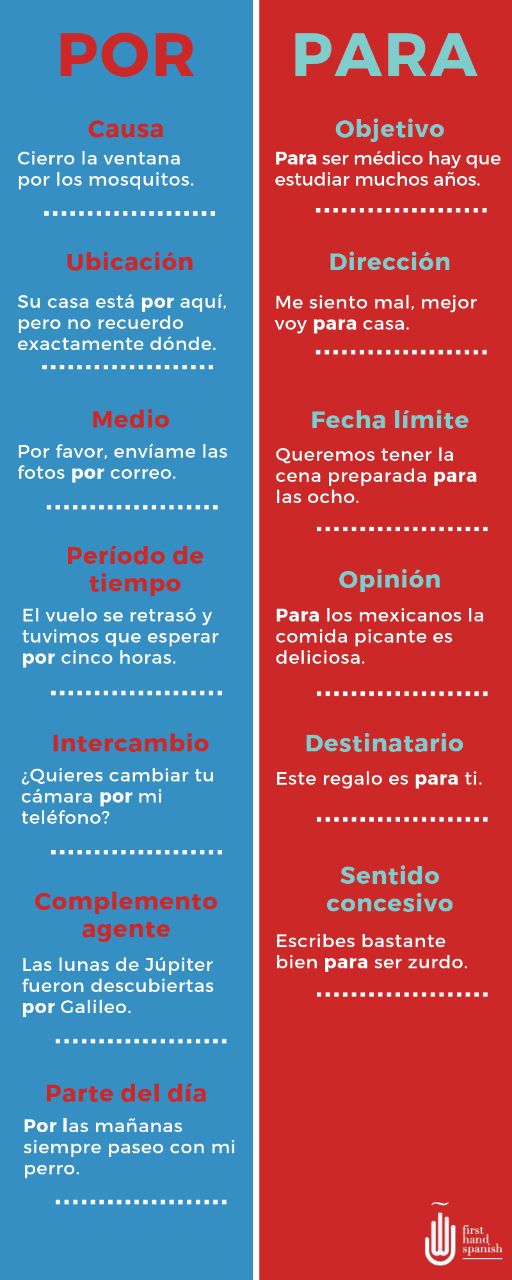 POR
Causa
Cierro la ventana
por los mosquitos.
Ubicación
Su casa está por aquí,
pero no recuerdo
exactamente dónde.
Medio
Por favor, envíame las
fotos por correo.
Período de
tiempo
El vuelo se retrasó y
tuvimos que esperar
por cinco horas.
Intercambio
¿Quieres cambiar tu
cámara por mi
teléfono?
Complemento
agente
Las lunas de Júpiter
fueron descubiertas
por Galileo.
Parte del día
Por las mañanas
siempre paseo con mi
perro.
PARA
Objetivo
Para ser médico hay que
estudiar muchos años.
Dirección
Me siento mal, mejor
voy para casa.
Fecha límite
Queremos tener la
cena preparada para
las ocho.
Opinión
Para los mexicanos la
comida picante es
deliciosa.
Destinatario
Este regalo es para ti.
Sentido
concesivo
Escribes bastante
bien para ser zurdo.
first
hand
spanish